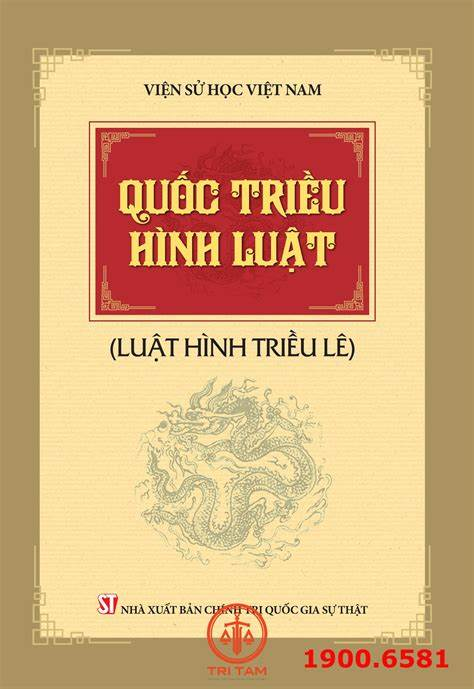 VIỆN SỬ HỌC VIỆT NAM
QUỐC TRIỀU
HÌNH LUẬT
(LUẬT HÌNH TRIỀU LÊ)
ST NHÀ XUẤT BẢN CHÍNH TRỊ QUỐC GIA SỰ THẬT
TRI TAM
1900.6581